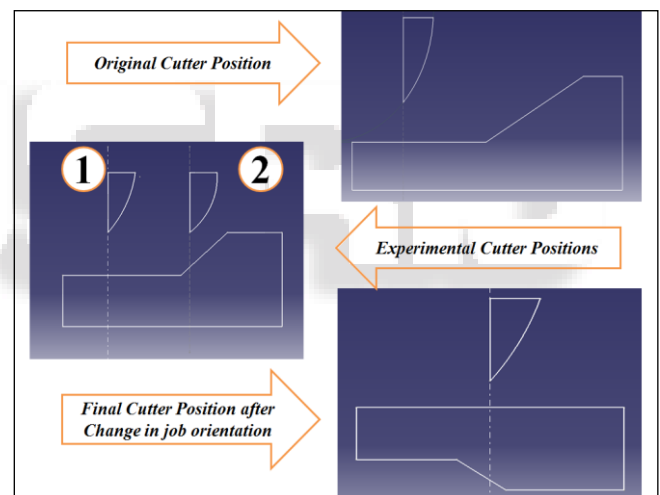 Original Cutter Position
1
2
Experimental Cutter Positions
Final Cutter Position after
Change in job orientation